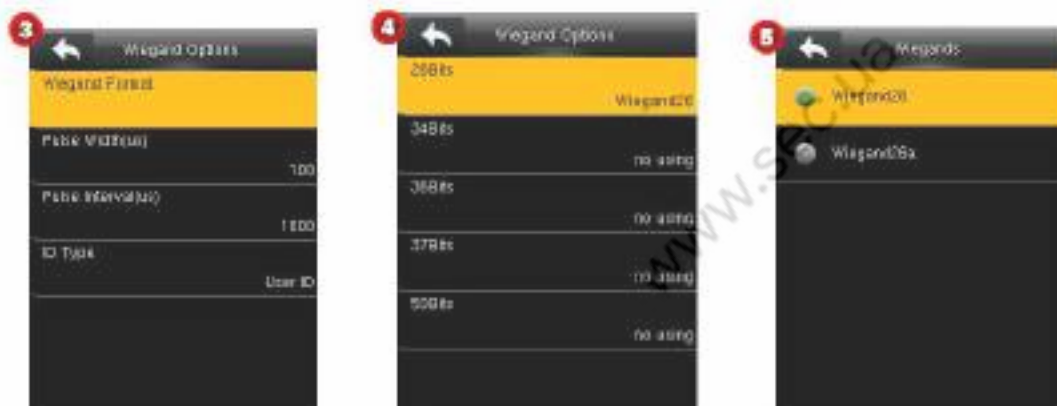 3
Wiegand Options
Wiegand Format
Pulse Width(us)
100
Pulse Interval(us)
1000
ID Type
User ID
4
Wiegand Options
26Bits
Wiegand26
34Bits
no using
36Bits
no using
37Bits
no using
50Bits
no using
5
Wiegands
Wiegand26
Wiegand26a
www.sec.ua